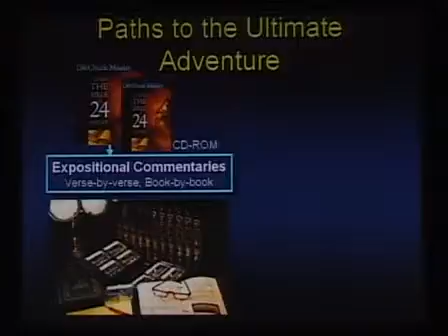 Paths to the Ultimate
Adventure
24
24
CD-ROM
Expositional Commentaries
Verse-by-verse, Book-by-book